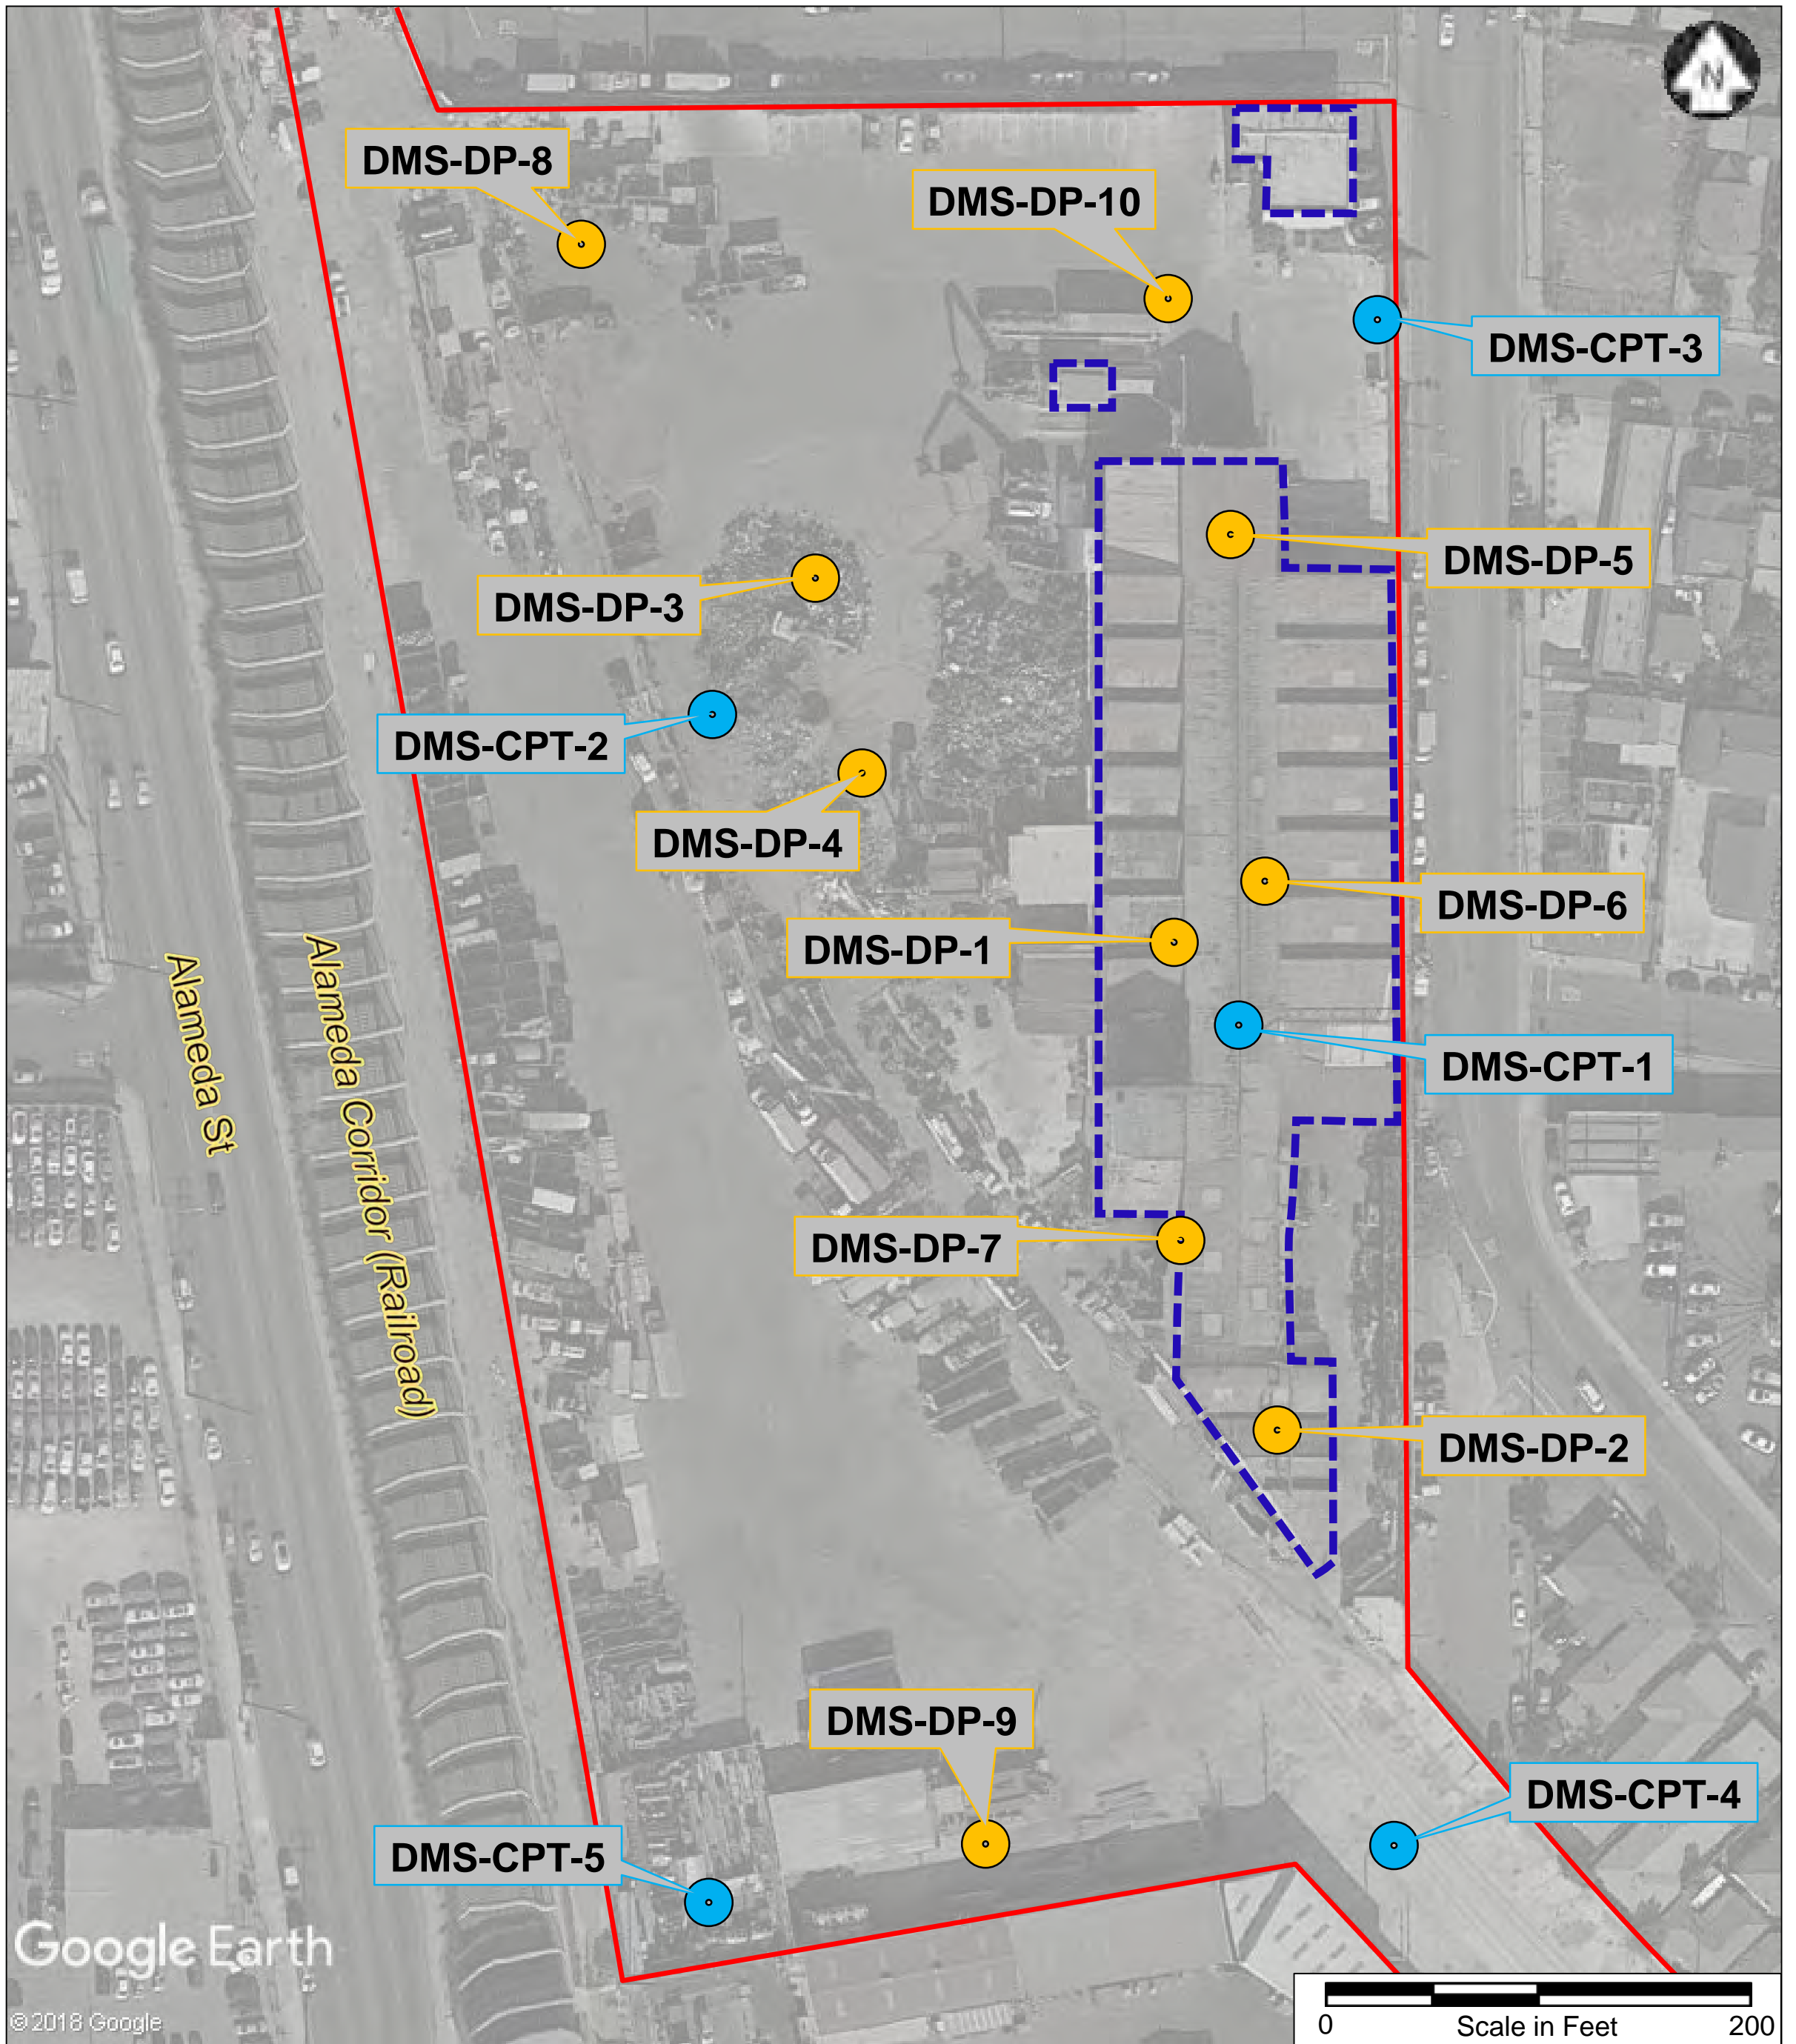 N
DMS-DP-8
DMS-DP-10
DMS-CPT-3
DMS-DP-5
DMS-DP-3
DMS-CPT-2
DMS-DP-4
DMS-DP-6
DMS-DP-1
Alameda St
Alameda Corridor (Railroad)
DMS-CPT-1
DMS-DP-7
DMS-DP-2
DMS-DP-9
DMS-CPT-4
DMS-CPT-5
Google Earth
©2018 Google
0 Scale in Feet 200